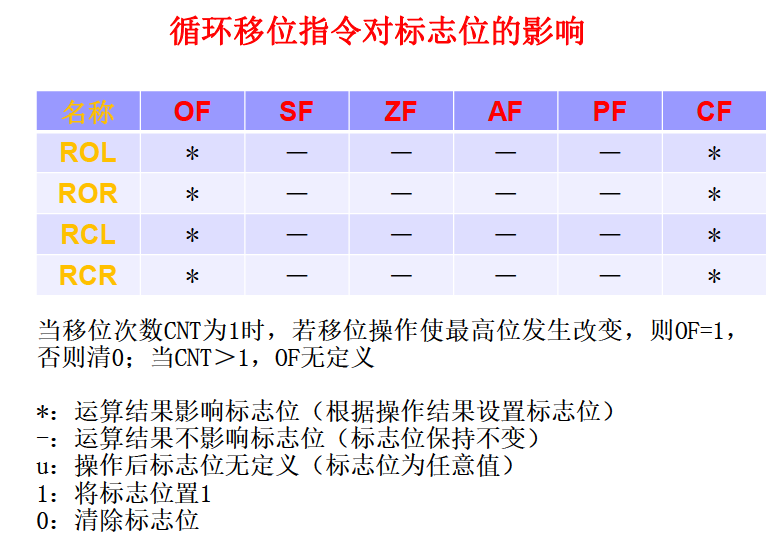 循环移位指令对标志位的影响
名称 OF SF ZF AF PF CF
ROL * — — — — *
ROR * — — — — *
RCL * — — — — *
RCR * — — — — *
当移位次数CNT为1时，若移位操作使最高位发生改变，则OF=1，
否则清0；当CNT＞1，OF无定义
*：运算结果影响标志位（根据操作结果设置标志位）
-：运算结果不影响标志位（标志位保持不变）
u：操作后标志位无定义（标志位为任意值）
1：将标志位置1
0：清除标志位